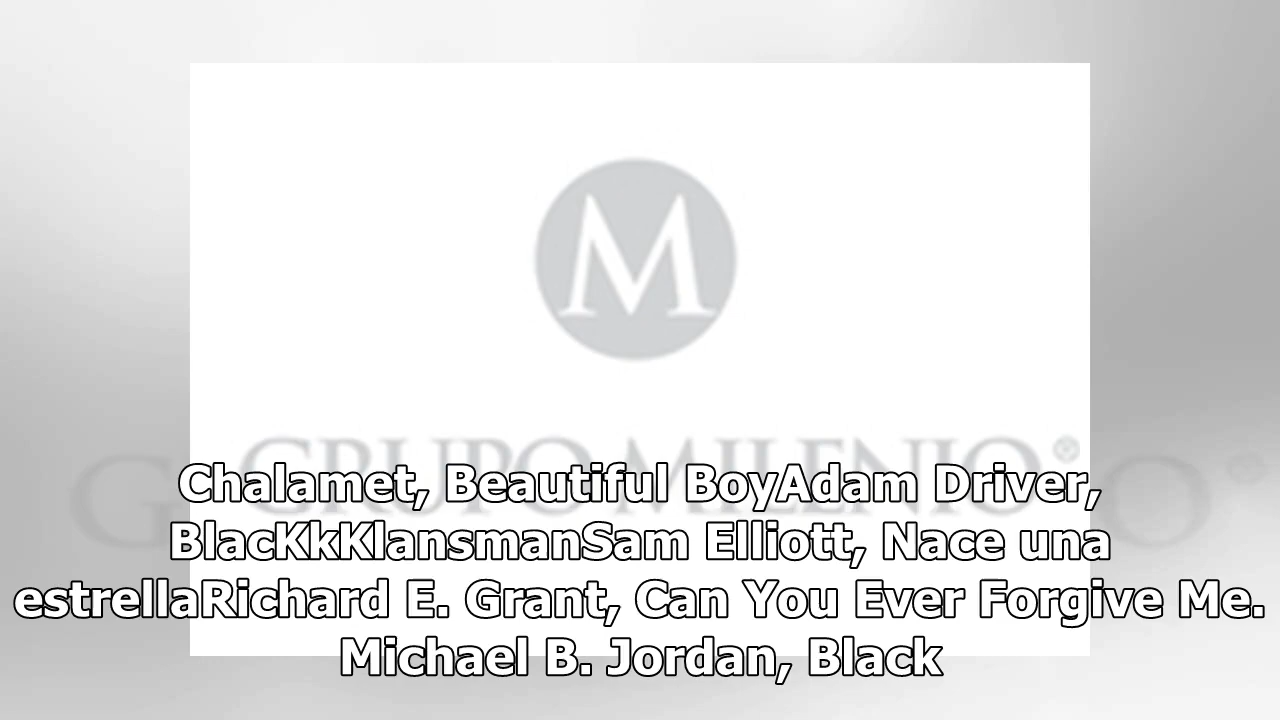 M
GRUPO MILENIO®
Chalamet, Beautiful BoyAdam Driver,
BlacKkKlansmanSam Elliott, Nace una
estrellaRichard E. Grant, Can You Ever Forgive Me.
Michael B. Jordan, Black